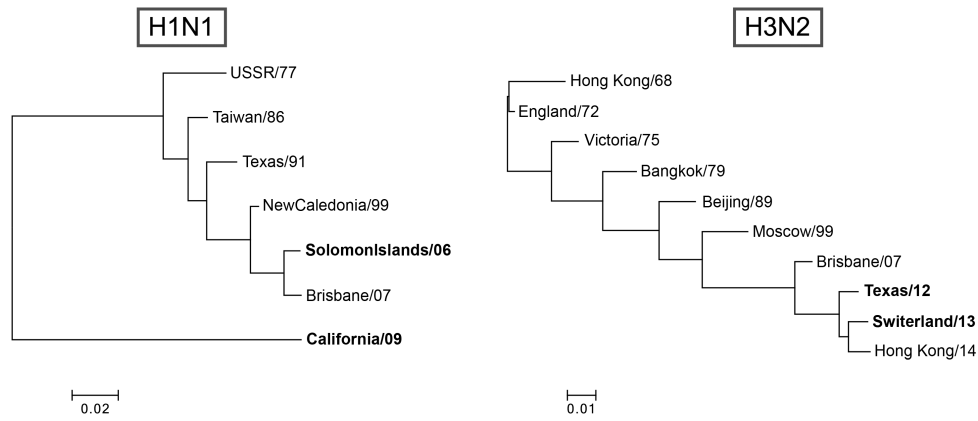 H1N1
USSR/77
Taiwan/86
Texas/91
NewCaledonia/99
SolomonIslands/06
Brisbane/07
California/09
0.02
H3N2
Hong Kong/68
England/72
Victoria/75
Bangkok/79
Beijing/89
Moscow/99
Brisbane/07
Texas/12
Switerland/13
Hong Kong/14
0.01